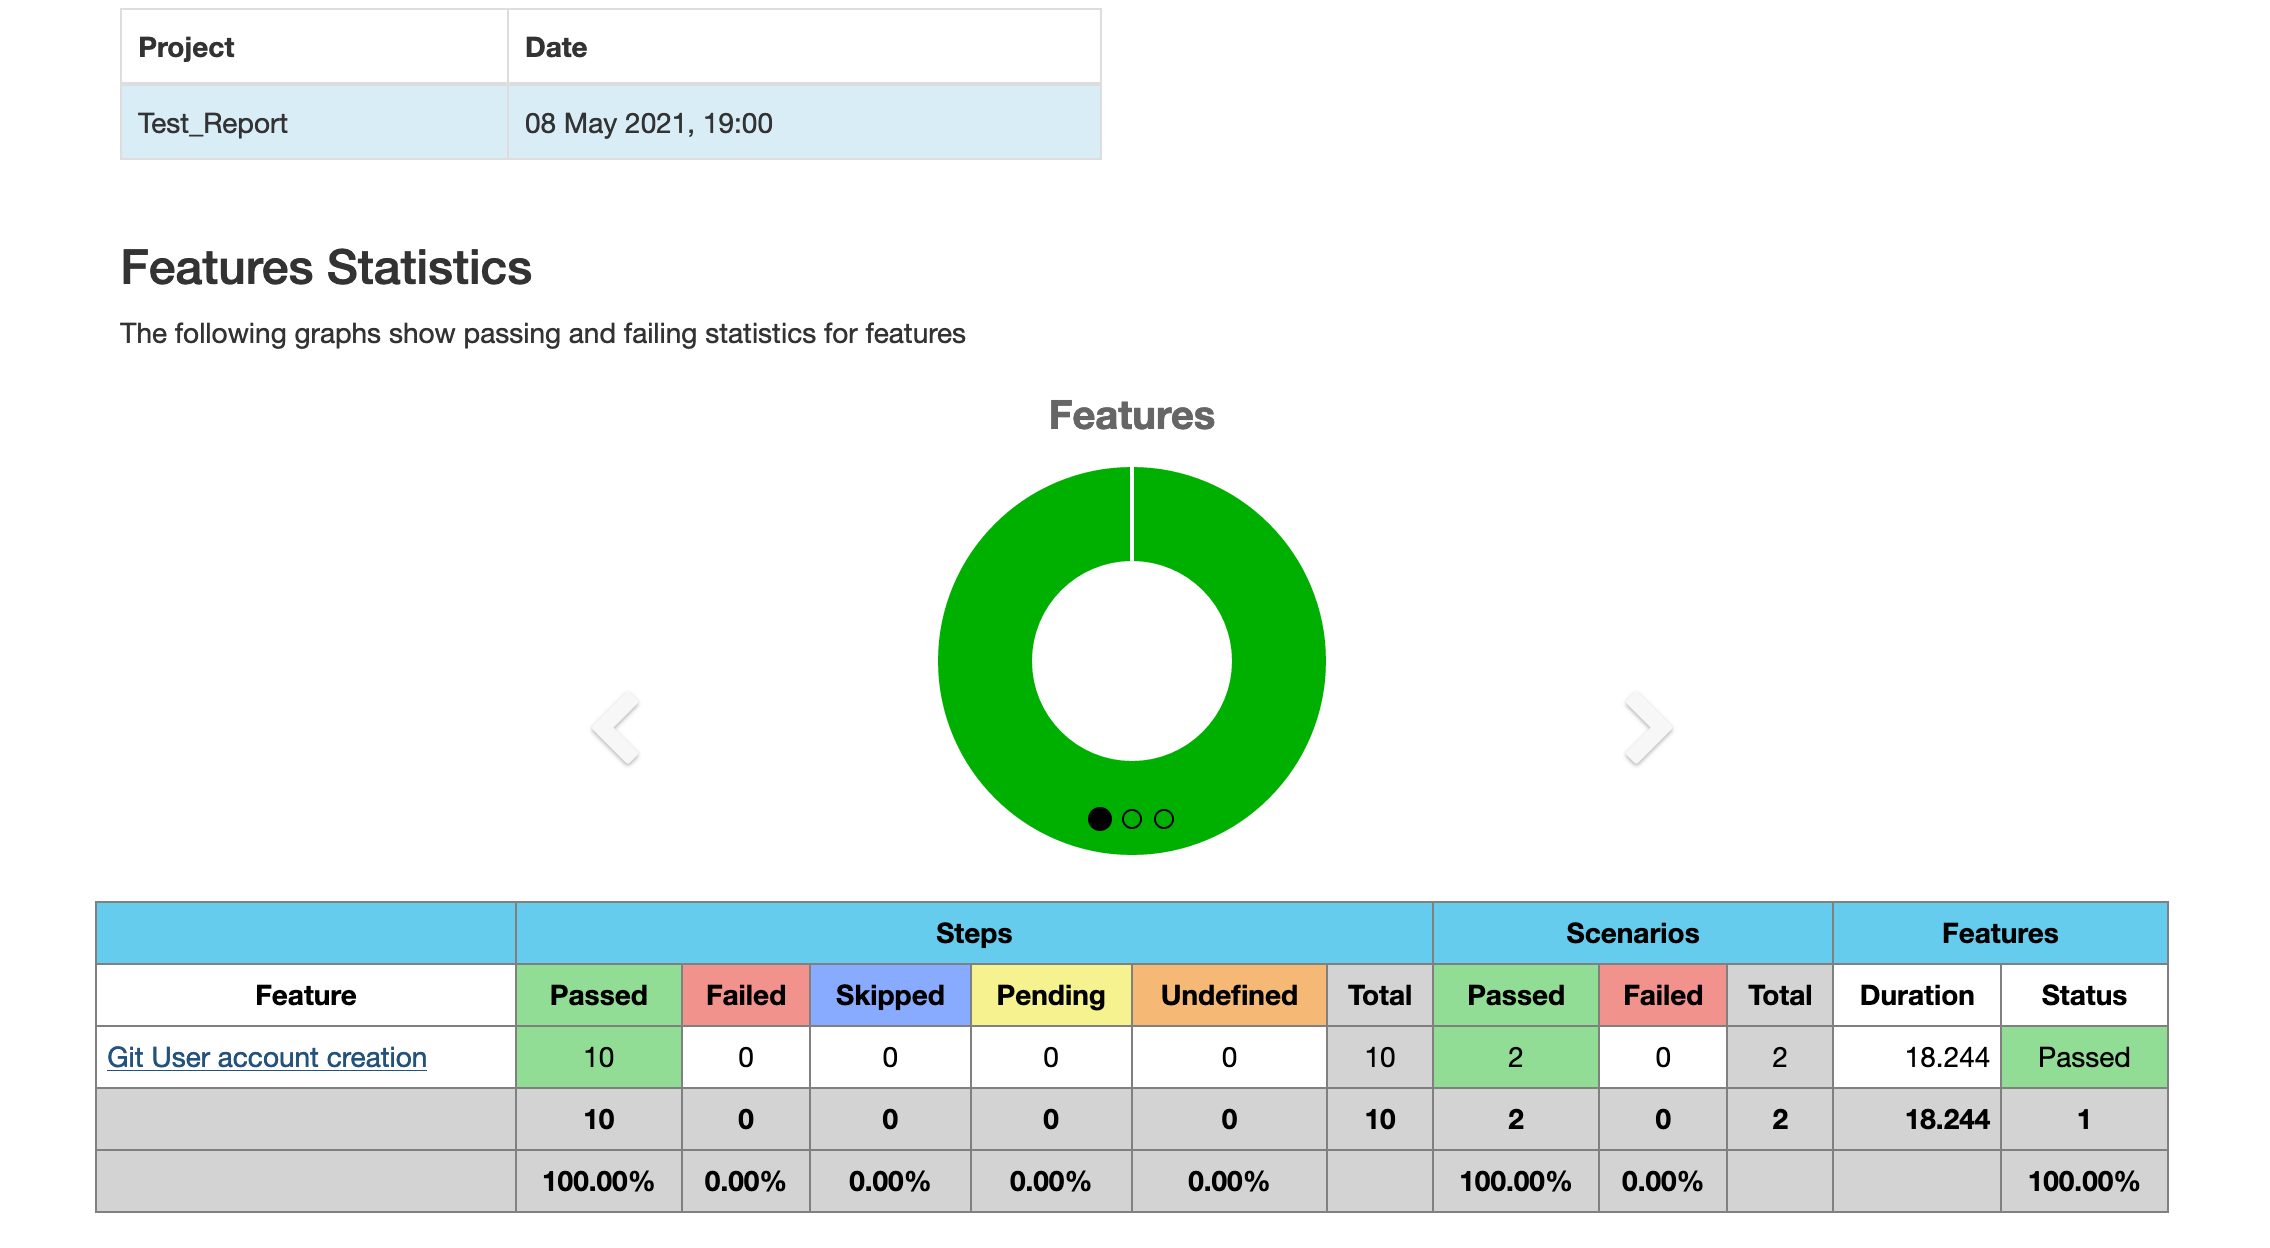 Project Date
Test_Report 08 May 2021, 19:00
Features Statistics
The following graphs show passing and failing statistics for features
Features
Steps Scenarios Features
Feature Passed Failed Skipped Pending Undefined Total Passed Failed Total Duration Status
Git User account creation 10 0 0 0 0 10 2 0 2 18.244 Passed
10 0 0 0 0 10 2 0 2 18.244 1
100.00% 0.00% 0.00% 0.00% 0.00% 100.00% 0.00% 100.00%